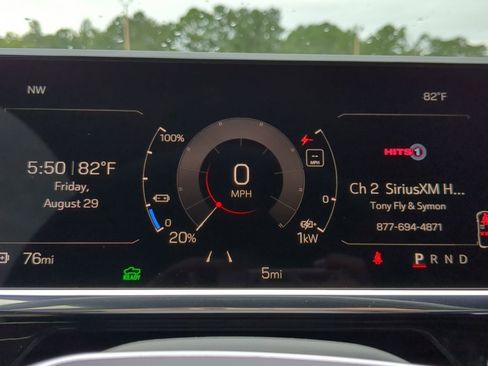 NW
82°F
5:50 | 82°F
Friday,
August 29
76mi
100%
0
20%
0
MPH
--
MPH
0
1kW
READY
5mi
HITS 1
Ch 2 SiriusXM H...
Tony Fly & Symon
877-694-4871
P R N D